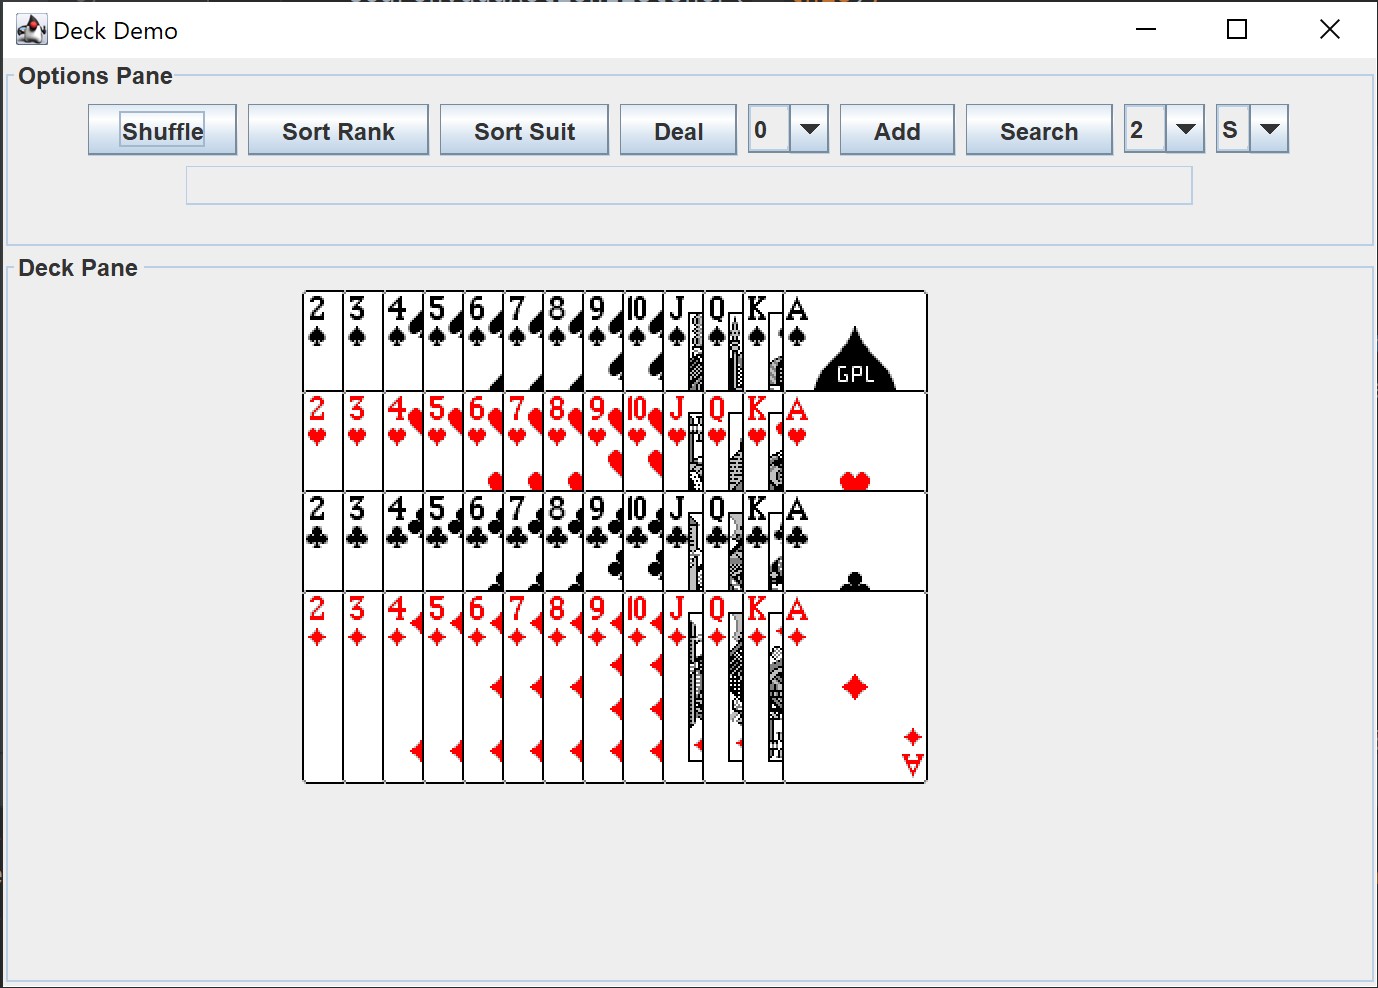 Deck Demo
Options Pane
Shuffle Sort Rank Sort Suit Deal 0 Add Search 2 S
Deck Pane
2 3 4 5 6 7 8 9 10 J Q K A
GPL
2 3 4 5 6 7 8 9 10 J Q K A
2 3 4 5 6 7 8 9 10 J Q K A
2 3 4 5 6 7 8 9 10 J Q K A
A